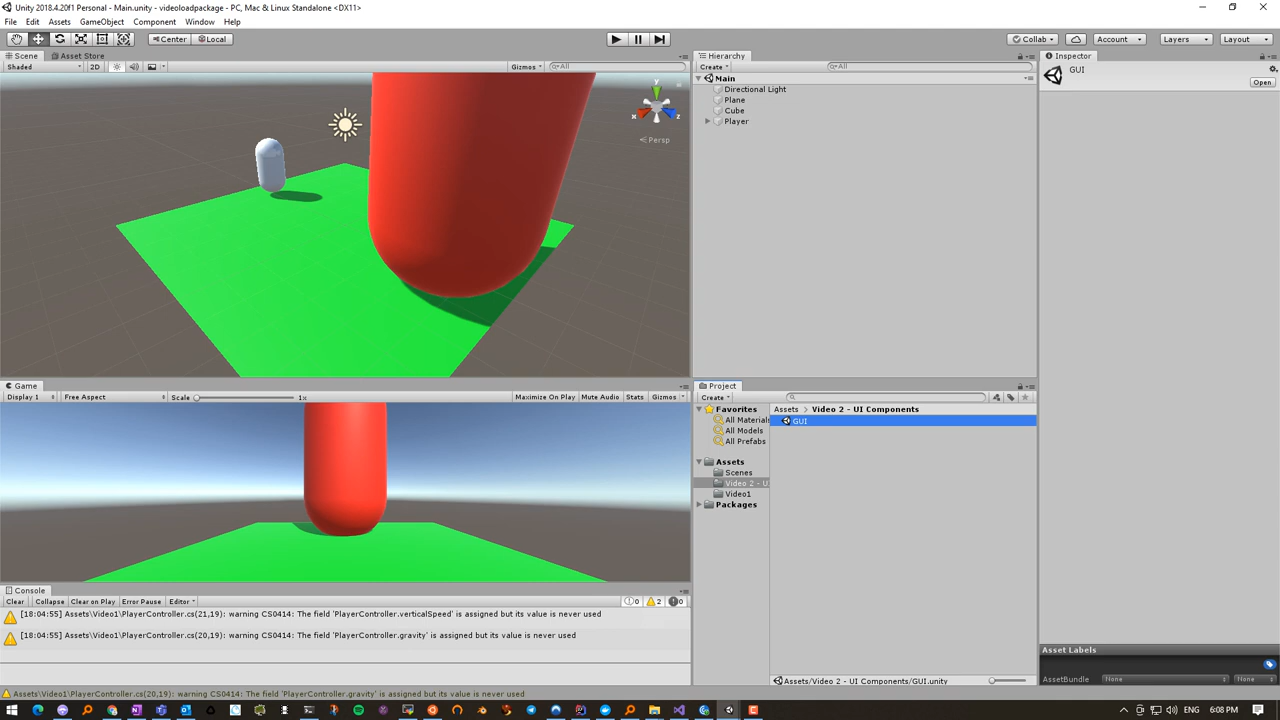 Unity 2018.4.20f1 Personal - Main.unity - videoloadpackage - PC, Mac & Linux Standalone <DX11>
File Edit Assets GameObject Component Window Help
Center Local Collab Account Layers Layout
Scene Asset Store
Shaded 2D Gizmos All
y
x z
Persp
Hierarchy
Create All
Main
Directional Light
Plane
Cube
Player
Inspector
GUI
Open
Game
Display 1 Free Aspect Scale 1x Maximize On Play Mute Audio Stats Gizmos
Project
Create
Favorites
All Materials
All Models
All Prefabs
Assets
Scenes
Video 2 - U
Video1
Packages
Assets > Video 2 - UI Components
GUI
Assets/Video 2 - UI Components/GUI.unity
Console
Clear Collapse Clear on Play Error Pause Editor 0 2 0
[18:04:55] Assets\Video1\PlayerController.cs(21,19): warning CS0414: The field 'PlayerController.verticalSpeed' is assigned but its value is never used
[18:04:55] Assets\Video1\PlayerController.cs(20,19): warning CS0414: The field 'PlayerController.gravity' is assigned but its value is never used
Assets\Video1\PlayerController.cs(20,19): warning CS0414: The field 'PlayerController.gravity' is assigned but its value is never used
Asset Labels
AssetBundle None None
ENG 6:08 PM